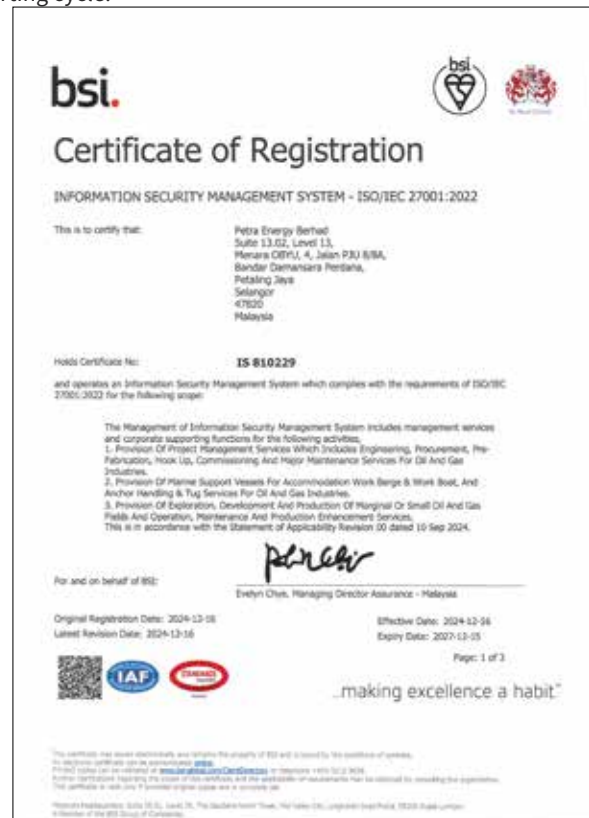 rting cycle.
bsi.
bsi
Certificate of Registration
INFORMATION SECURITY MANAGEMENT SYSTEM - ISO/IEC 27001:2022
This is to certify that:
Petra Energy Berhad
Suite 13.02, Level 13,
Menara OBYU, 4, Jalan PJU 8/8A,
Bandar Damansara Perdana,
Petaling Jaya
Selangor
47820
Malaysia
Holds Certificate No:
IS 810229
and operates an Information Security Management System which complies with the requirements of ISO/IEC
27001:2022 for the following scope:
The Management of Information Security Management System includes management services
and corporate supporting functions for the following activities,
1. Provision Of Project Management Services Which Includes Engineering, Procurement, Pre-
Fabrication, Hook Up, Commissioning And Major Maintenance Services For Oil And Gas
Industries.
2. Provision Of Marine Support Vessels For Accommodation Work Barge & Work Boat, And
Anchor Handling & Tug Services For Oil And Gas Industries.
3. Provision Of Exploration, Development And Production Of Marginal Or Small Oil And Gas
Fields And Operation, Maintenance And Production Enhancement Services.
This is in accordance with the Statement of Applicability Revision 00 dated 10 Sep 2024.
For and on behalf of BSI:
Evelyn Chye, Managing Director Assurance - Malaysia
Original Registration Date: 2024-12-16
Effective Date: 2024-12-16
Latest Revision Date: 2024-12-16
Expiry Date: 2027-12-15
Page: 1 of 3
IAF
...making excellence a habit.™